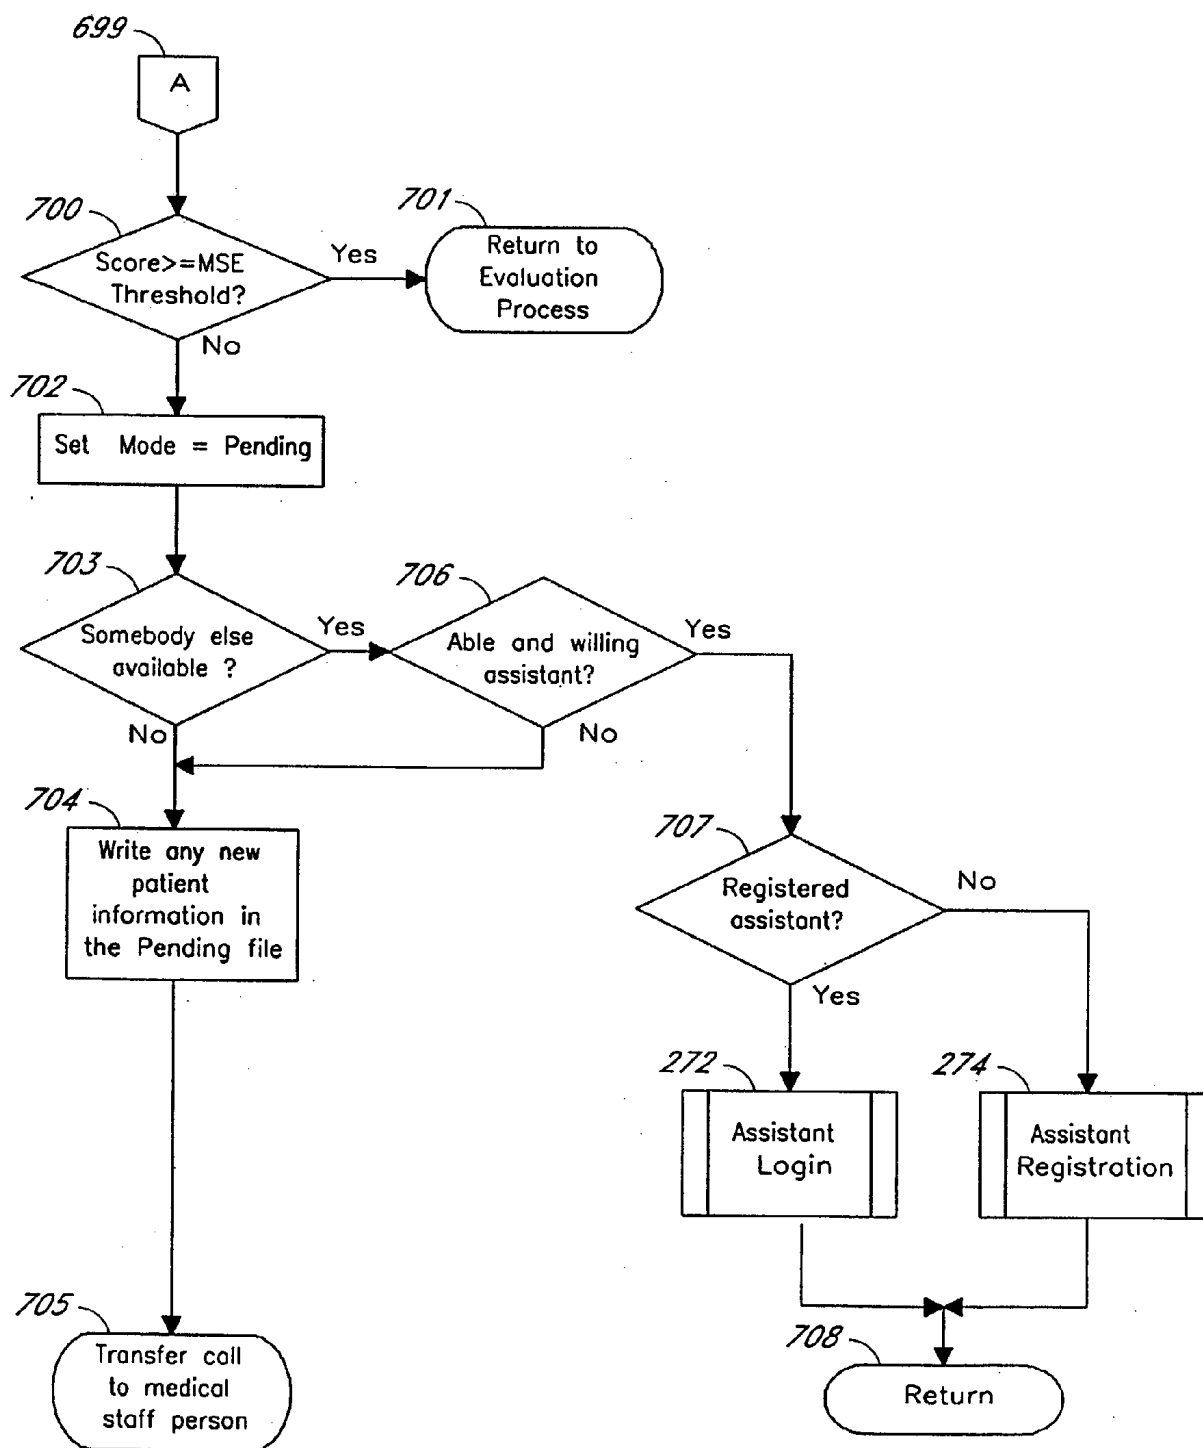 699
A
700
Score>=MSE
Threshold?
Yes
No
701
Return to
Evaluation
Process
702
Set Mode = Pending
703
Somebody else
available ?
Yes
No
706
Able and willing
assistant?
Yes
No
704
Write any new
patient
information in
the Pending file
707
Registered
assistant?
No
Yes
272
Assistant
Login
274
Assistant
Registration
705
Transfer call
to medical
staff person
708
Return